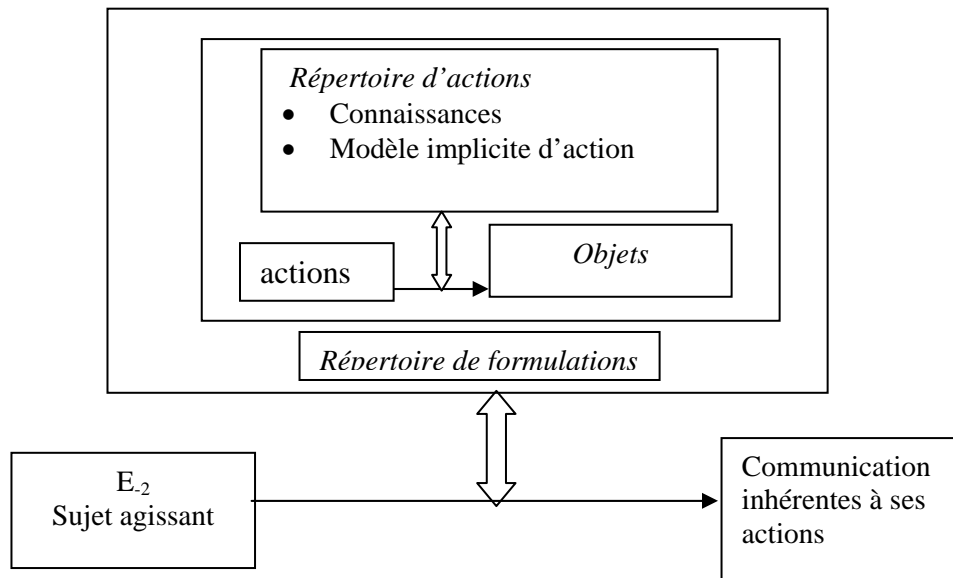 Répertoire d’actions
• Connaissances
• Modèle implicite d’action
actions
Objets
Répertoire de formulations
E-2
Sujet agissant
Communication
inhérentes à ses
actions